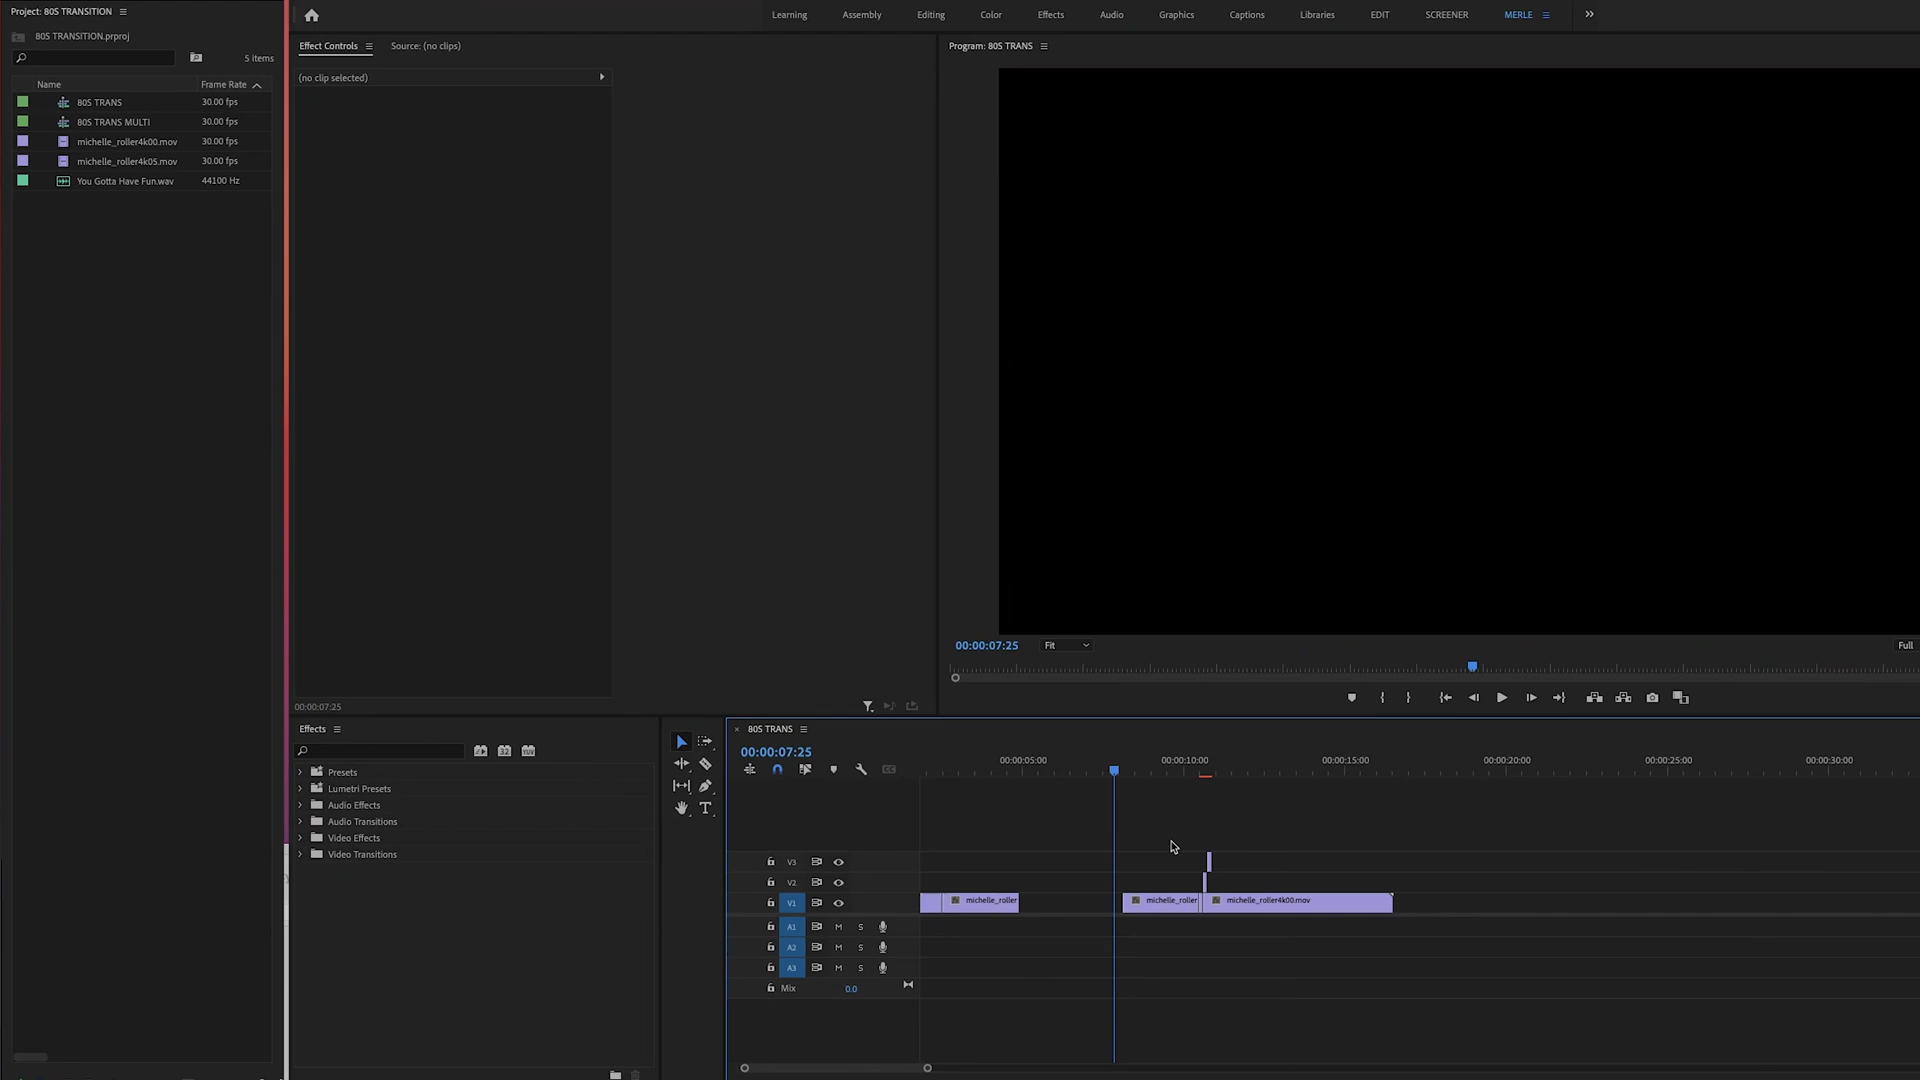 Project: 80S TRANSITION
80S TRANSITION.prproj
5 items
Name Frame Rate
80S TRANS 30.00 fps
80S TRANS MULTI 30.00 fps
michelle_roller4k00.mov 30.00 fps
michelle_roller4k05.mov 30.00 fps
You Gotta Have Fun.wav 44100 Hz
Learning Assembly Editing Color Effects Audio Graphics Captions Libraries EDIT SCREENER MERLE
Effect Controls Source: (no clips)
(no clip selected)
00:00:07:25
Program: 80S TRANS
00:00:07:25 Fit Full
Effects
32 YUV
Presets
Lumetri Presets
Audio Effects
Audio Transitions
Video Effects
Video Transitions
80S TRANS
00:00:07:25
00:00:05:00 00:00:10:00 00:00:15:00 00:00:20:00 00:00:25:00 00:00:30:00
V3
V2
V1 michelle_roller michelle_roller michelle_roller4k00.mov
A1 M S
A2 M S
A3 M S
Mix 0.0